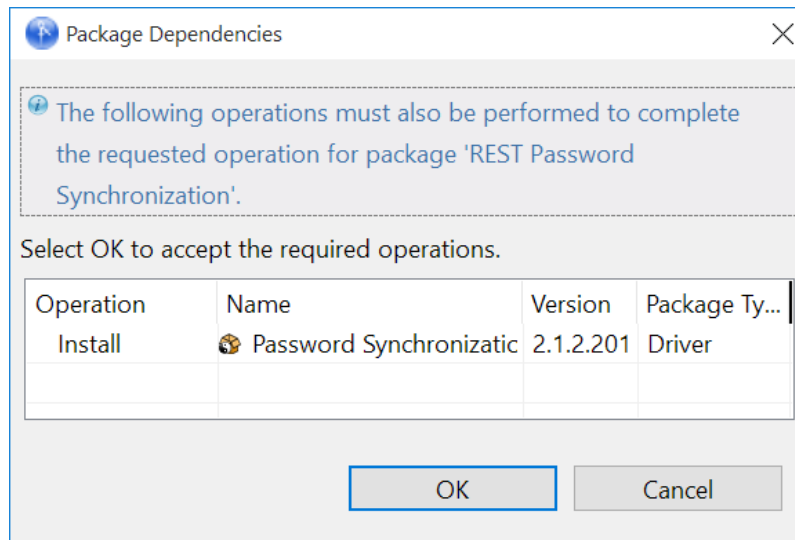 Package Dependencies
The following operations must also be performed to complete
the requested operation for package 'REST Password
Synchronization'.
Select OK to accept the required operations.
Operation Name Version Package Ty...
Install Password Synchronizatic 2.1.2.201 Driver
OK Cancel